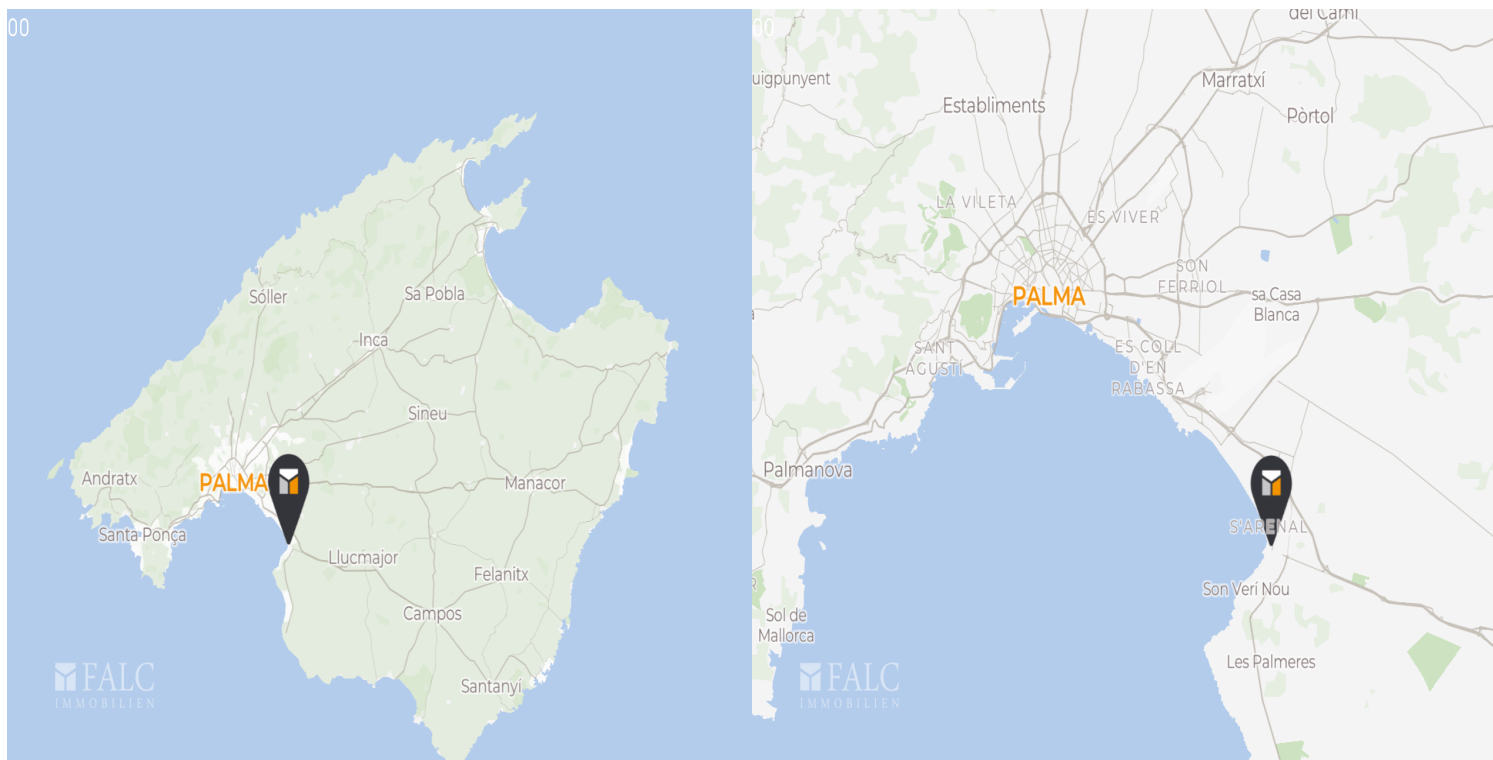 00
Sóller
Sa Pobla
Inca
Sineu
Andratx
PALMA
Manacor
Santa Ponça
Llucmajor
Felanitx
Campos
Santanyí
FALC
IMMOBILIEN
00
del Camí
uigpunyent
Marratxí
Establiments
Pòrtol
LA VILETA
ES VIVER
SON
FERRIOL
PALMA
sa Casa
Blanca
SANT
AGUSTÍ
ES COLL
D'EN
RABASSA
Palmanova
S'ARENAL
Son Verí Nou
Sol de
Mallorca
Les Palmeres
FALC
IMMOBILIEN